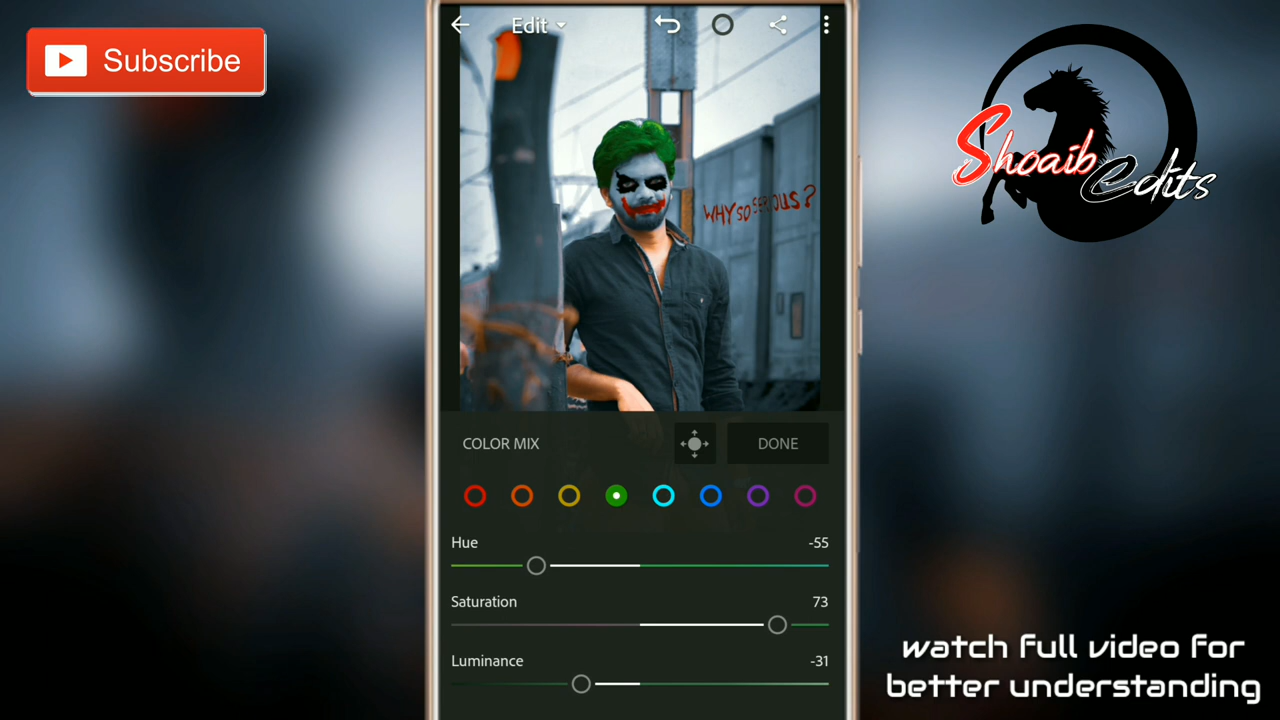 Subscribe
Edit
Shoaib
edits
WHY SO SERIOUS?
COLOR MIX
DONE
Hue
-55
Saturation
73
Luminance
-31
watch full video for
better understanding